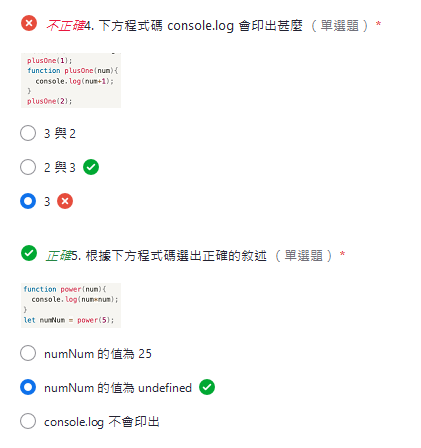 不正確4. 下方程式碼 console.log 會印出甚麼 （單選題）*
plusOne(1);
function plusOne(num){
console.log(num+1);
}
plusOne(2);
3 與 2
2 與 3
3
正確5. 根據下方程式碼選出正確的敘述 （單選題）*
function power(num){
console.log(num*num);
}
let numNum = power(5);
numNum 的值為 25
numNum 的值為 undefined
console.log 不會印出